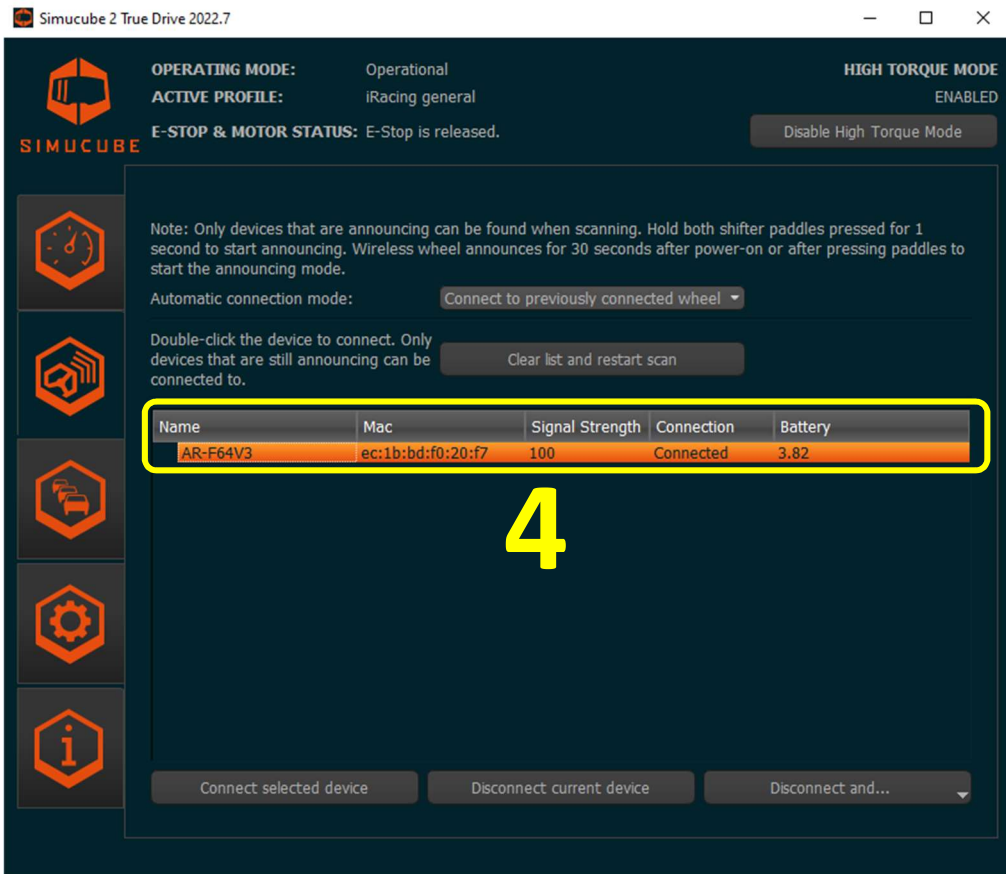 Simucube 2 True Drive 2022.7
OPERATING MODE: Operational
HIGH TORQUE MODE
ACTIVE PROFILE: iRacing general
ENABLED
E-STOP & MOTOR STATUS: E-Stop is released.
Disable High Torque Mode
SIMUCUBE
Note: Only devices that are announcing can be found when scanning. Hold both shifter paddles pressed for 1
second to start announcing. Wireless wheel announces for 30 seconds after power-on or after pressing paddles to
start the announcing mode.
Automatic connection mode: Connect to previously connected wheel
Double-click the device to connect. Only
devices that are still announcing can be
connected to.
Clear list and restart scan
Name Mac Signal Strength Connection Battery
AR-F64V3 ec:1b:bd:f0:20:f7 100 Connected 3.82
4
Connect selected device Disconnect current device Disconnect and...